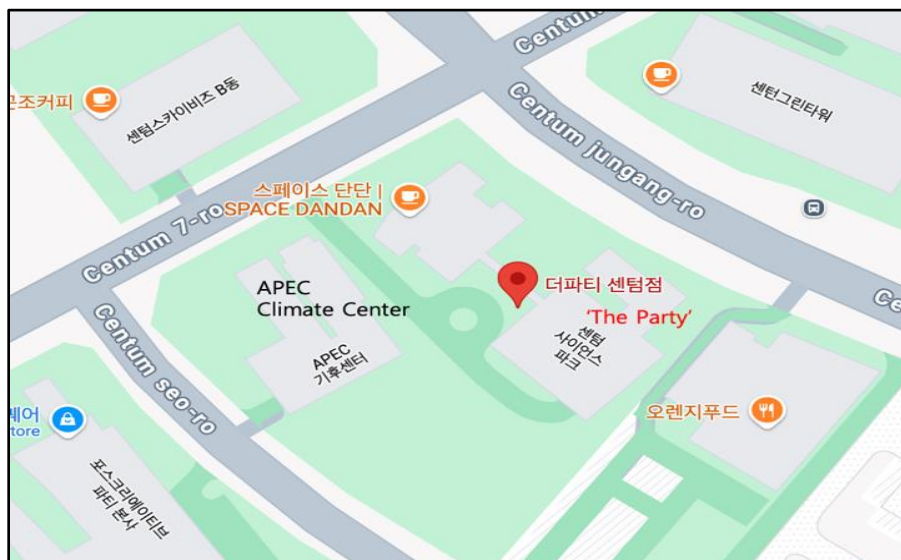 Centum
조커피
센텀스카이비즈 B동
센텀그린타워
Centum jungang-ro
스페이스 단단 |
SPACE DANDAN
Centum 7-ro
APEC
Climate Center
더파티 센텀점
'The Party'
Ce
APEC
기후센터
센텀
사이언스
파크
Centum seo-ro
오렌지푸드
웨어
tore
포스크리에이티브
파티 본사